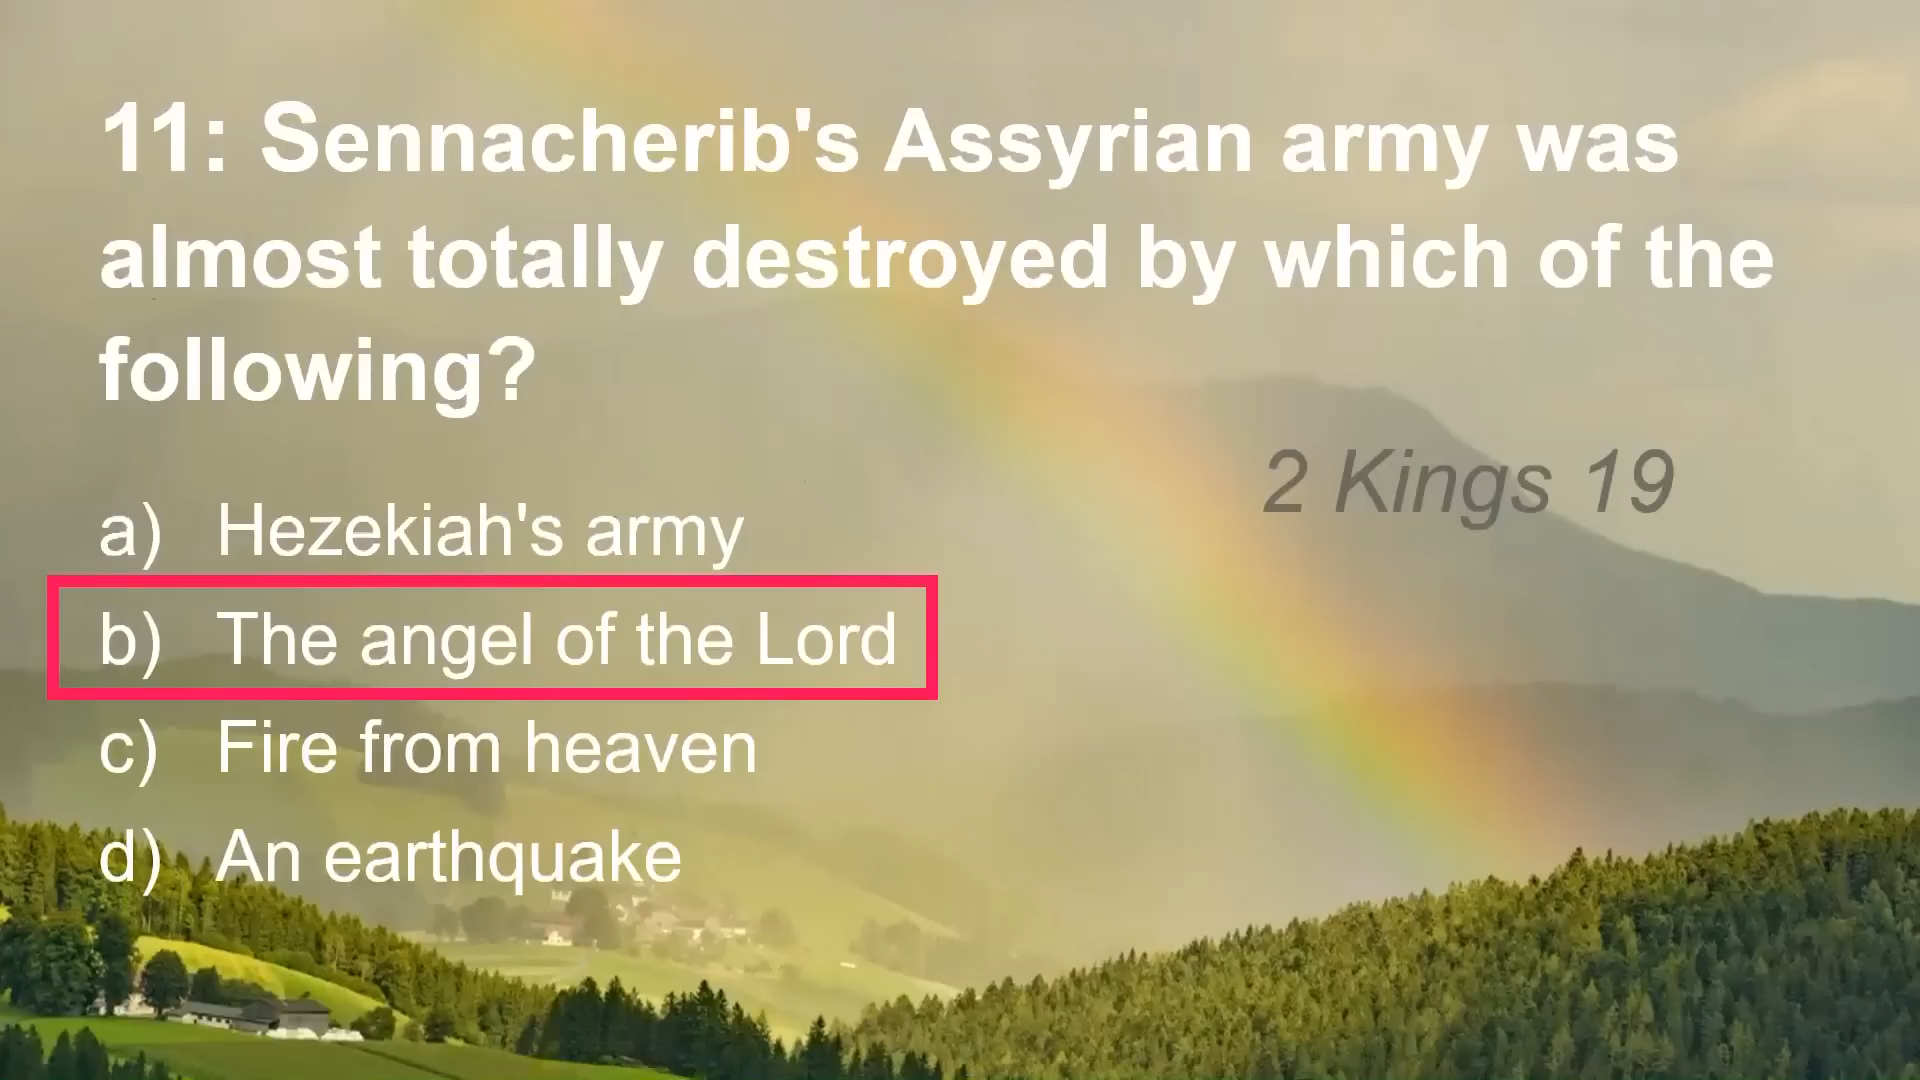 11: Sennacherib's Assyrian army was
almost totally destroyed by which of the
following?
2 Kings 19
a) Hezekiah's army
b) The angel of the Lord
c) Fire from heaven
d) An earthquake